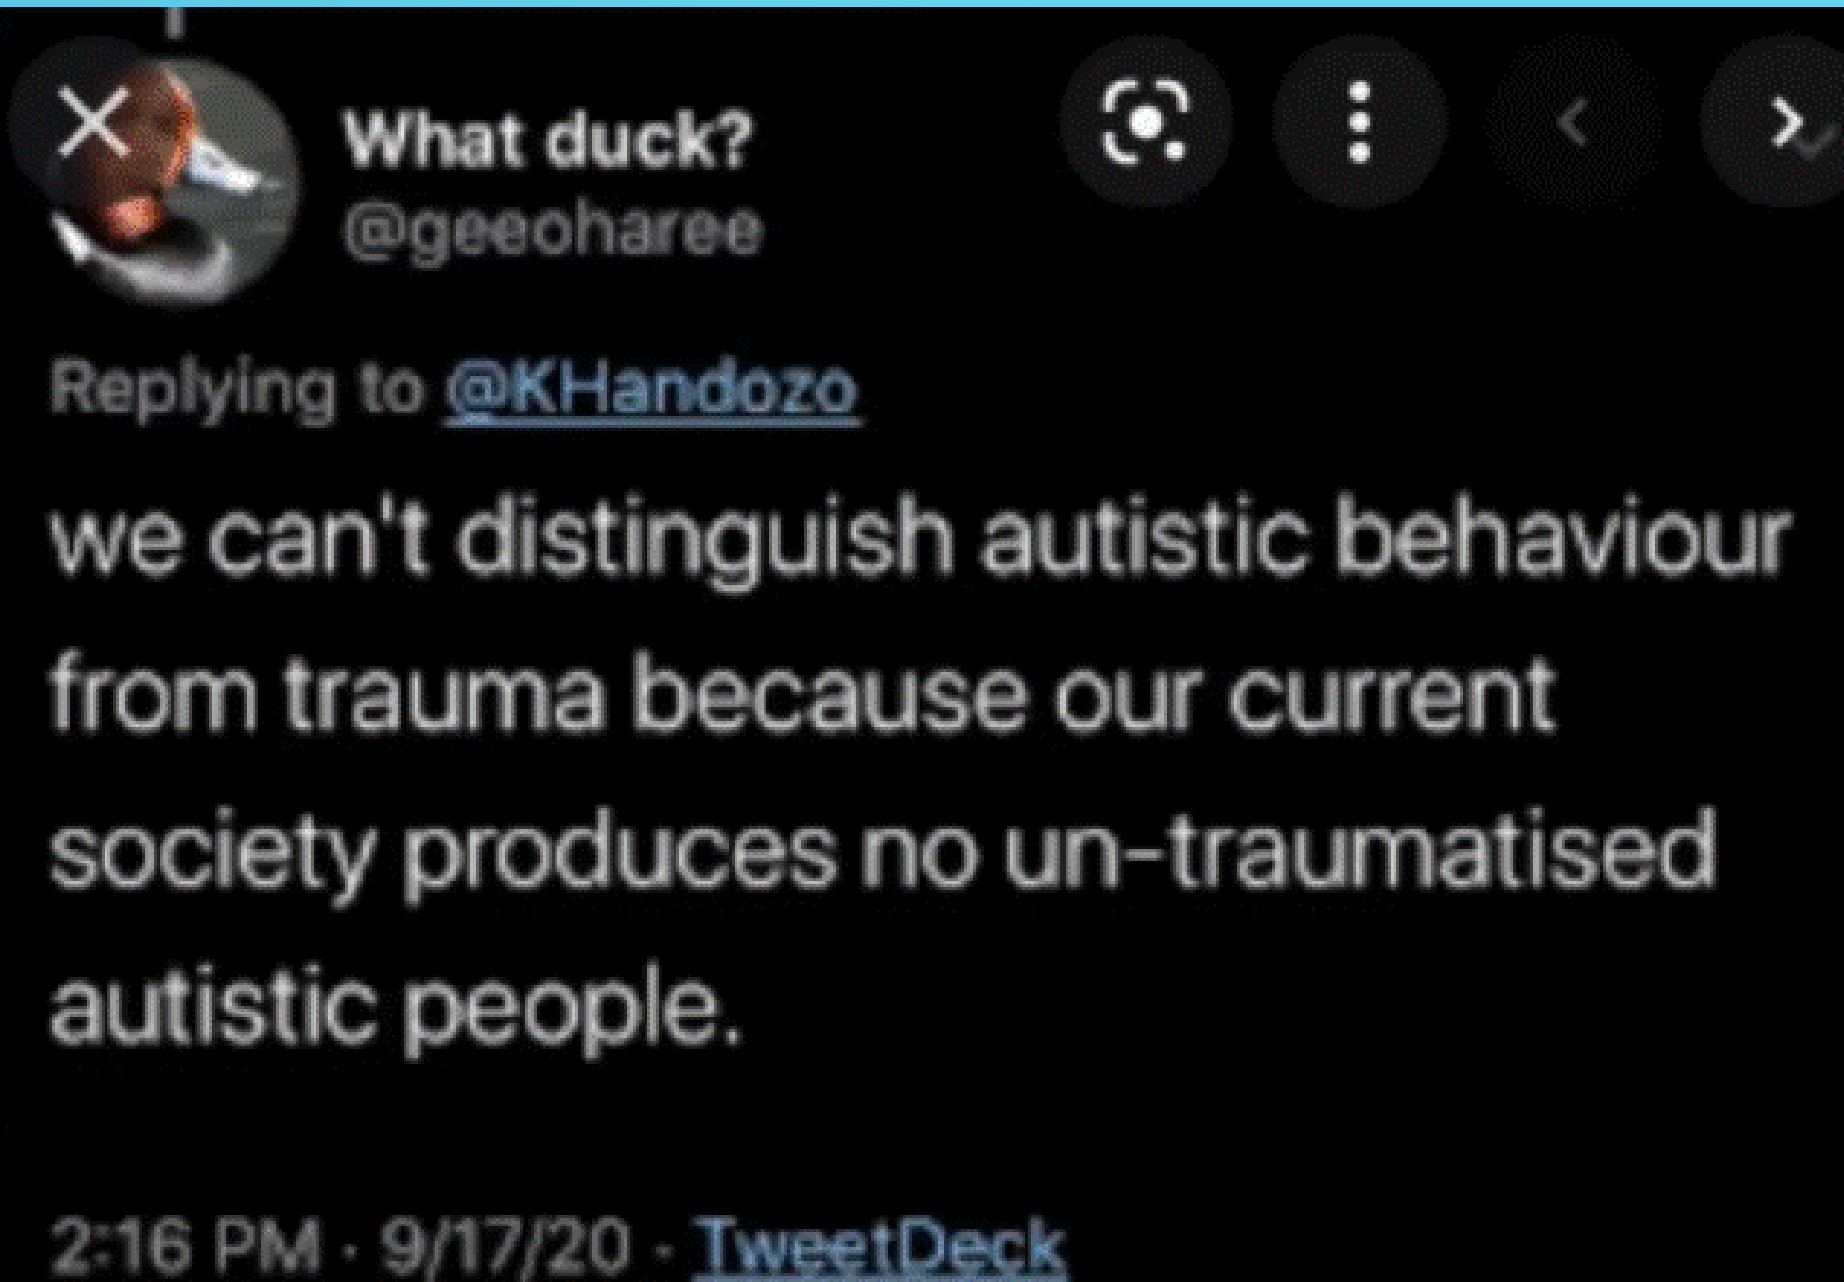 What duck?
@geeoharee
Replying to @KHandozo
we can't distinguish autistic behaviour
from trauma because our current
society produces no un-traumatised
autistic people.
2:16 PM · 9/17/20 · TweetDeck